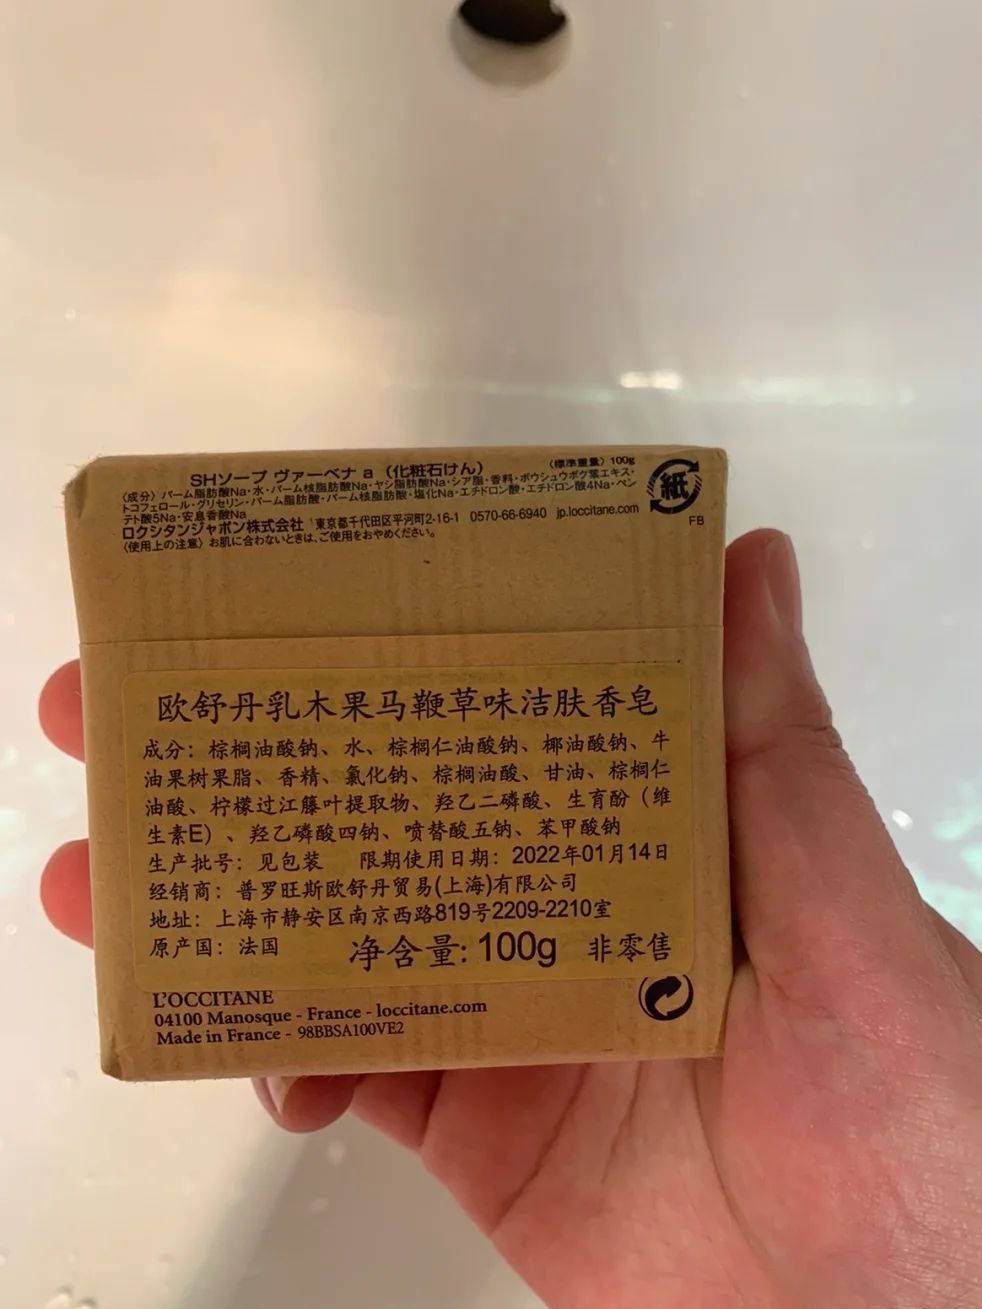 SHソープ ヴァーベナ a（化粧石けん）
〈標準重量〉100g
〈成分〉パーム脂肪酸Na・水・パーム核脂肪酸Na・ヤシ脂肪酸Na・シア脂・香料・ボウシュウボク葉エキス・
トコフェロール・グリセリン・パーム脂肪酸・パーム核脂肪酸・塩化Na・エチドロン酸・エチドロン酸4Na・ペン
テト酸5Na・安息香酸Na
ロクシタンジャポン株式会社 東京都千代田区平河町2-16-1 0570-66-6940 jp.loccitane.com
〈使用上の注意〉お肌に合わないときは、ご使用をおやめください。
紙
FB
欧舒丹乳木果马鞭草味洁肤香皂
成分：棕榈油酸钠、水、棕榈仁油酸钠、椰油酸钠、牛
油果树果脂、香精、氯化钠、棕榈油酸、甘油、棕榈仁
油酸、柠檬过江藤叶提取物、羟乙二磷酸、生育酚（维
生素E）、羟乙磷酸四钠、喷替酸五钠、苯甲酸钠
生产批号：见包装 限期使用日期：2022年01月14日
经销商：普罗旺斯欧舒丹贸易(上海)有限公司
地址：上海市静安区南京西路819号2209-2210室
原产国：法国 净含量: 100g 非零售
L'OCCITANE
04100 Manosque - France - loccitane.com
Made in France - 98BBSA100VE2